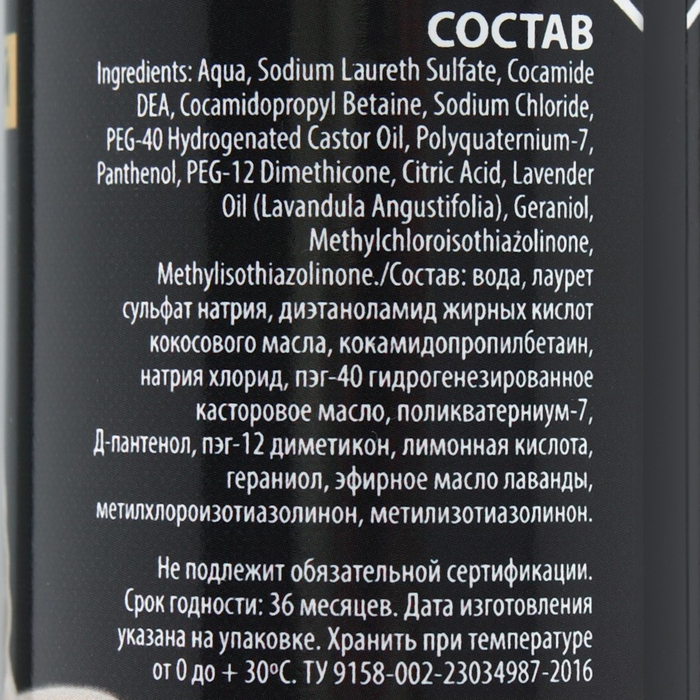 СОСТАВ
Ingredients: Aqua, Sodium Laureth Sulfate, Cocamide
DEA, Cocamidopropyl Betaine, Sodium Chloride,
PEG-40 Hydrogenated Castor Oil, Polyquaternium-7,
Panthenol, PEG-12 Dimethicone, Citric Acid, Lavender
Oil (Lavandula Angustifolia), Geraniol,
Methylchloroisothiazolinone,
Methylisothiazolinone./Состав: вода, лаурет
сульфат натрия, диэтаноламид жирных кислот
кокосового масла, кокамидопропилбетаин,
натрия хлорид, пэг-40 гидрогенезированное
касторовое масло, поликватерниум-7,
Д-пантенол, пэг-12 диметикон, лимонная кислота,
гераниол, эфирное масло лаванды,
метилхлороизотиазолинон, метилизотиазолинон.
Не подлежит обязательной сертификации.
Срок годности: 36 месяцев. Дата изготовления
указана на упаковке. Хранить при температуре
от 0 до + 30ºС. ТУ 9158-002-23034987-2016